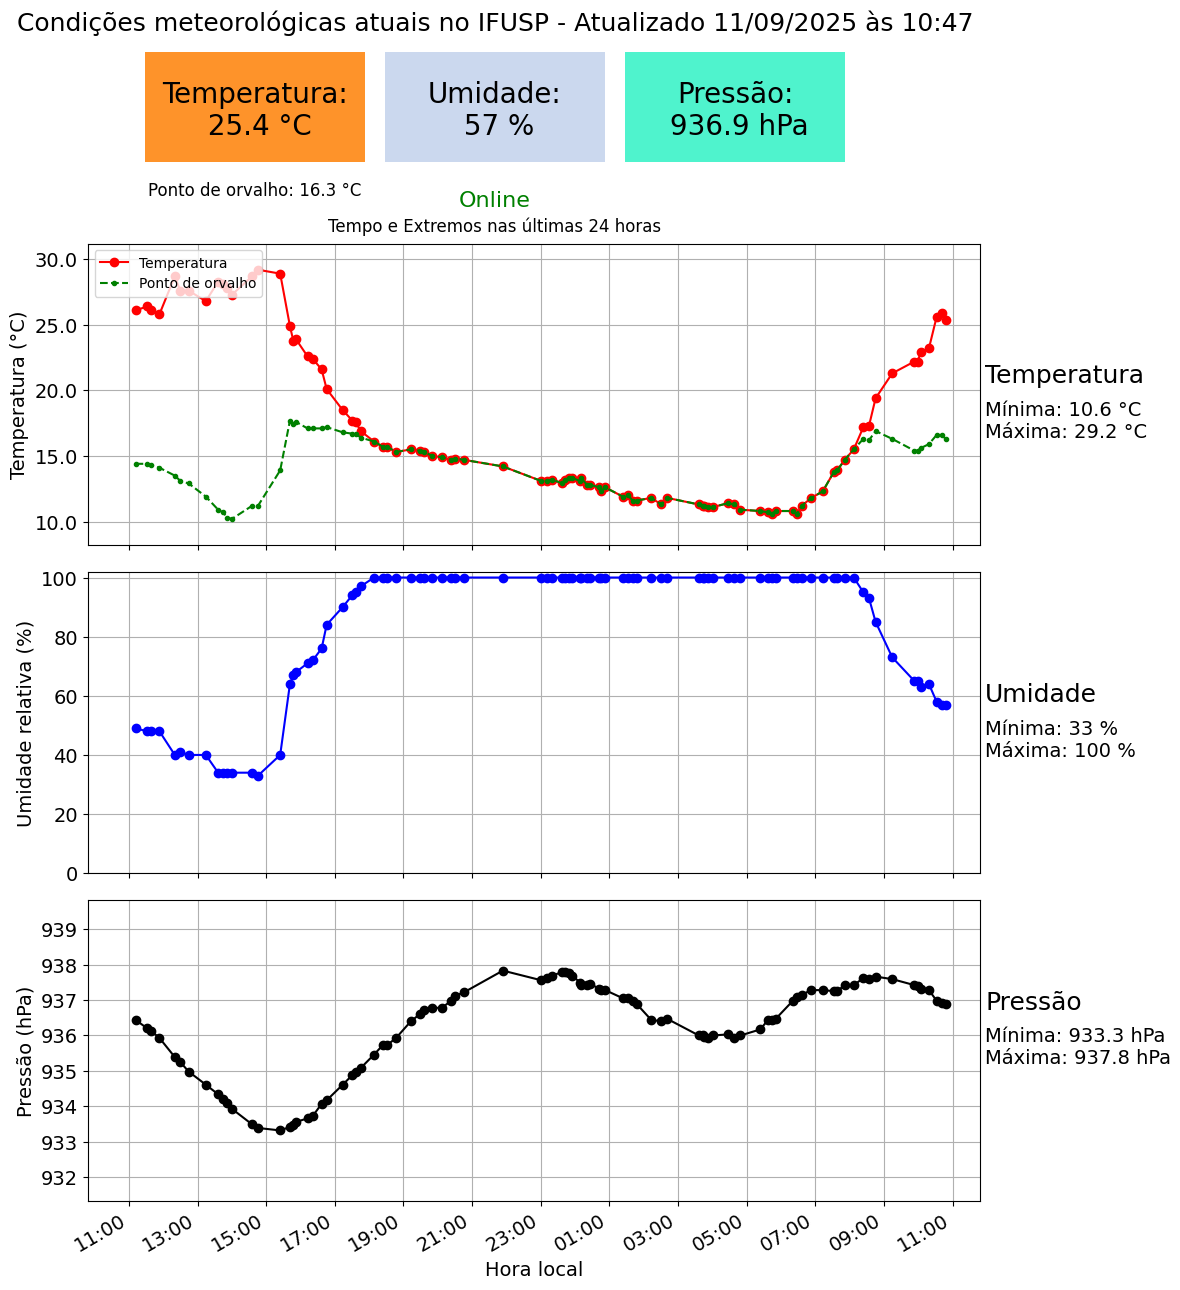 Condições meteorológicas atuais no IFUSP - Atualizado 11/09/2025 às 10:47
Temperatura:
25.4 °C
Umidade:
57 %
Pressão:
936.9 hPa
Ponto de orvalho: 16.3 °C
Online
Tempo e Extremos nas últimas 24 horas
Temperatura (°C)
30.0
25.0
20.0
15.0
10.0
Temperatura
Ponto de orvalho
Temperatura
Mínima: 10.6 °C
Máxima: 29.2 °C
Umidade relativa (%)
100
80
60
40
20
0
Umidade
Mínima: 33 %
Máxima: 100 %
Pressão (hPa)
939
938
937
936
935
934
933
932
Pressão
Mínima: 933.3 hPa
Máxima: 937.8 hPa
11:00
13:00
15:00
17:00
19:00
21:00
23:00
01:00
03:00
05:00
07:00
09:00
11:00
Hora local